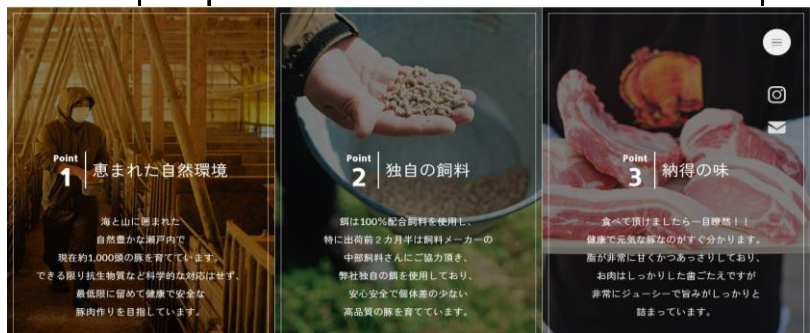 Point
1
恵まれた自然環境
海と山に囲まれた
自然豊かな瀬戸内で
現在約1,000頭の豚を育てています。
できる限り抗生物質など科学的な対応はせず、
最低限に留めて健康で安全な
豚肉作りを目指しています。
Point
2
独自の飼料
餌は100%配合飼料を使用し、
特に出荷前２カ月半は飼料メーカーの
中部飼料さんにご協力頂き、
弊社独自の餌を使用しており、
安心安全で個体差の少ない
高品質の豚を育てています。
Point
3
納得の味
食べて頂けましたら一目瞭然！！
健康で元気な豚なのがすぐ分かります。
脂が非常に甘くかつあっさりしており、
お肉はしっかりした歯ごたえですが
非常にジューシーで旨みがしっかりと
詰まっています。